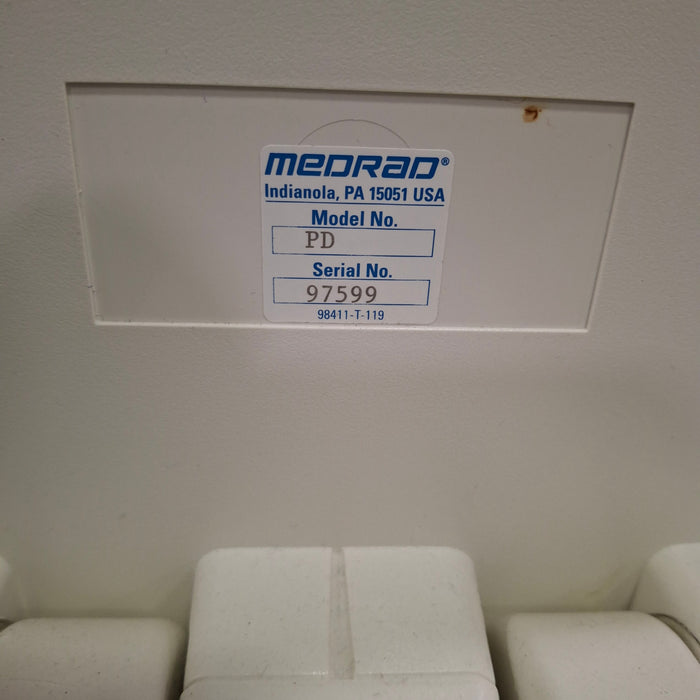 MEDRAD®
Indianola, PA 15051 USA
Model No.
PD
Serial No.
97599
98411-T-119